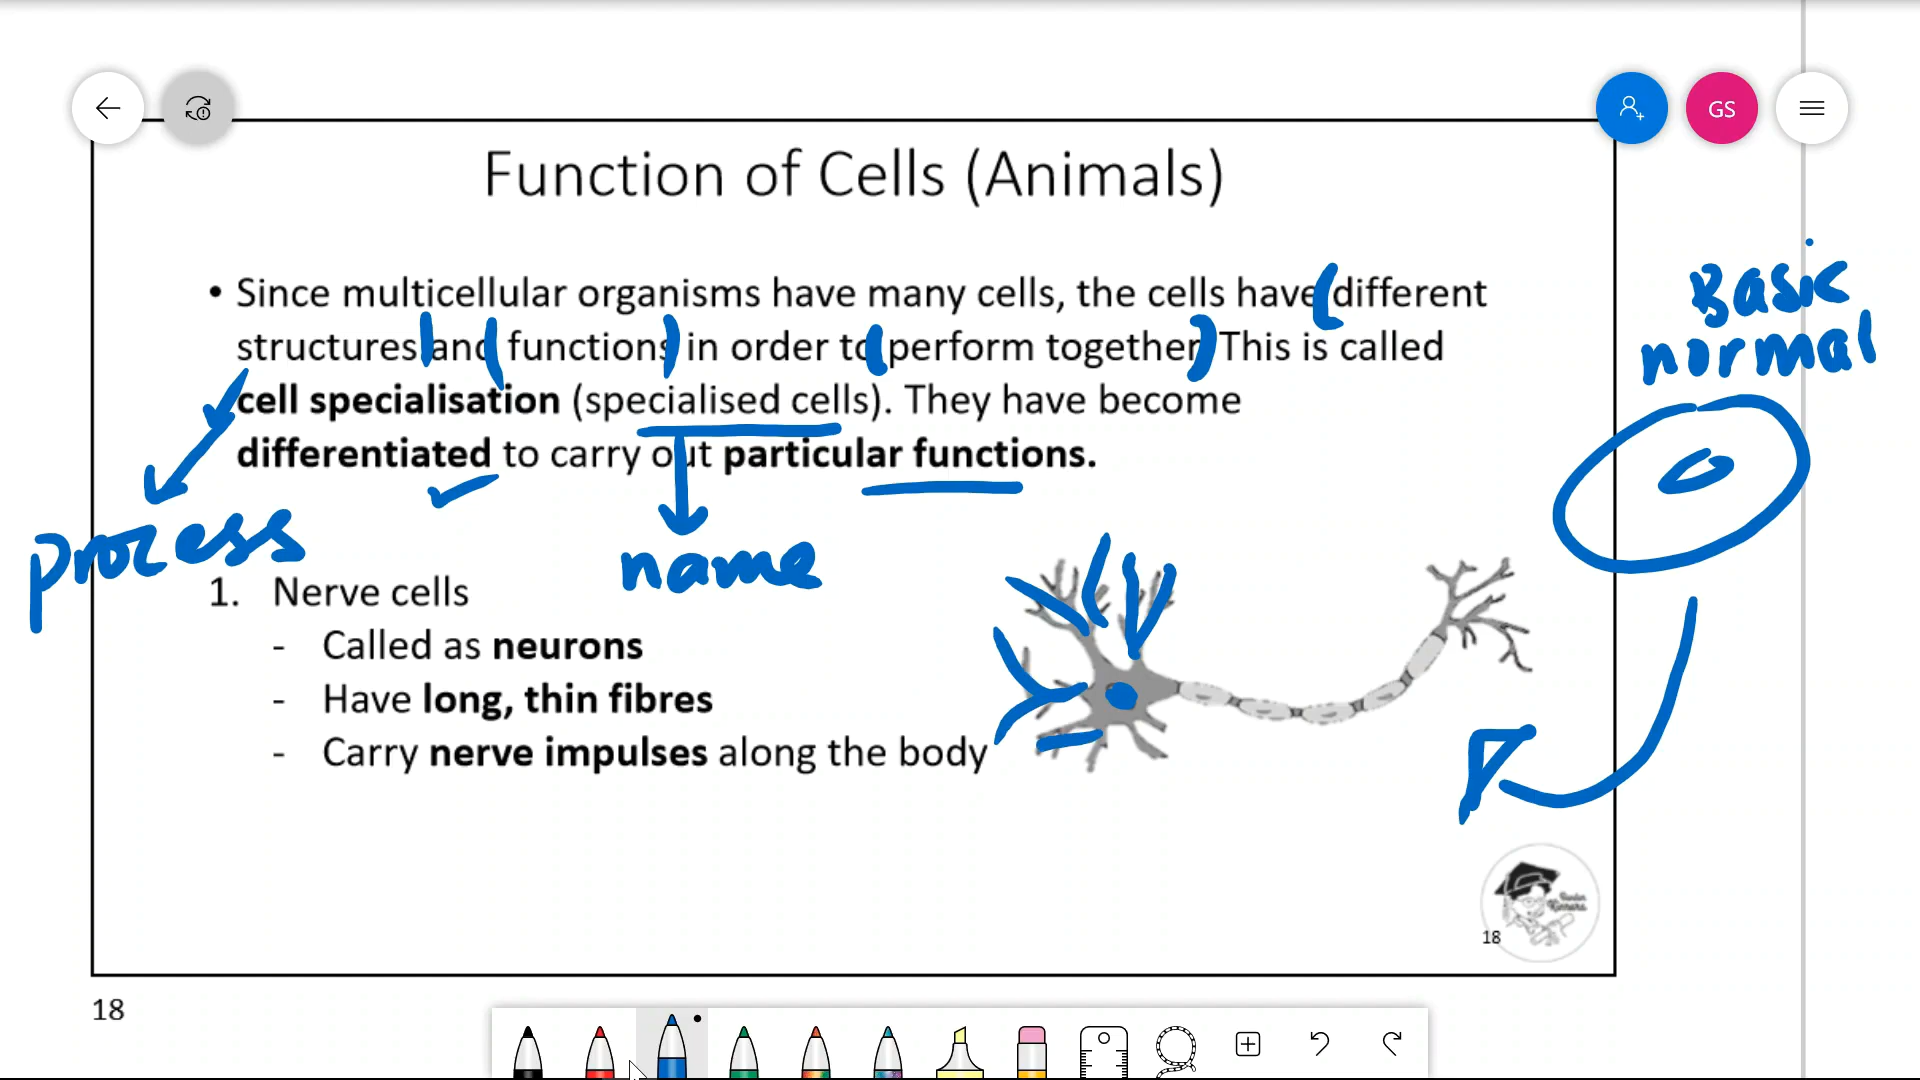 GS
Function of Cells (Animals)
• Since multicellular organisms have many cells, the cells have different
structures and functions in order to perform together. This is called
cell specialisation (specialised cells). They have become
differentiated to carry out particular functions.
Basic
normal
process
name
1. Nerve cells
- Called as neurons
- Have long, thin fibres
- Carry nerve impulses along the body
18
18